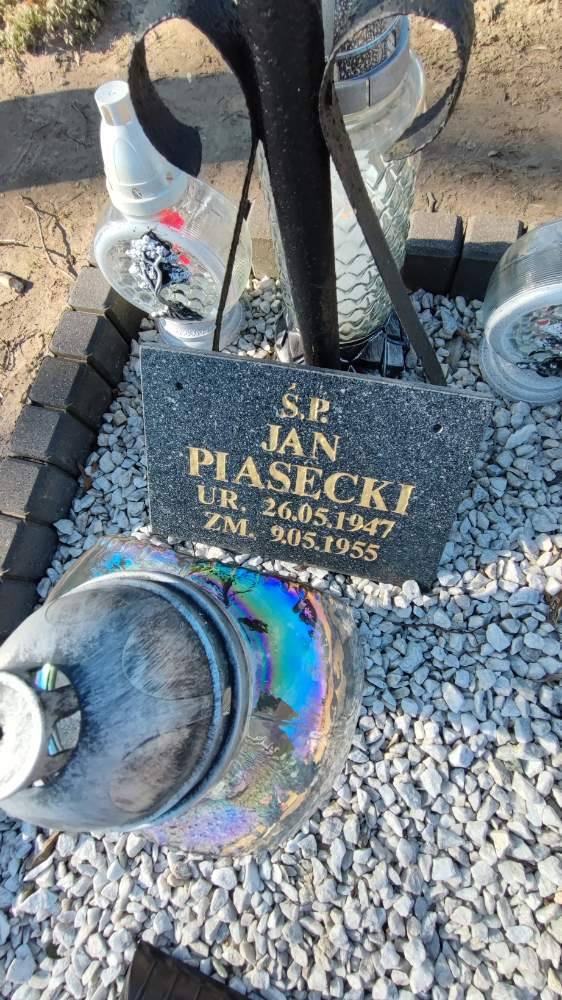 Ś.P.
JAN
PIASECKI
UR. 26.05.1947
ZM. 9.05.1955